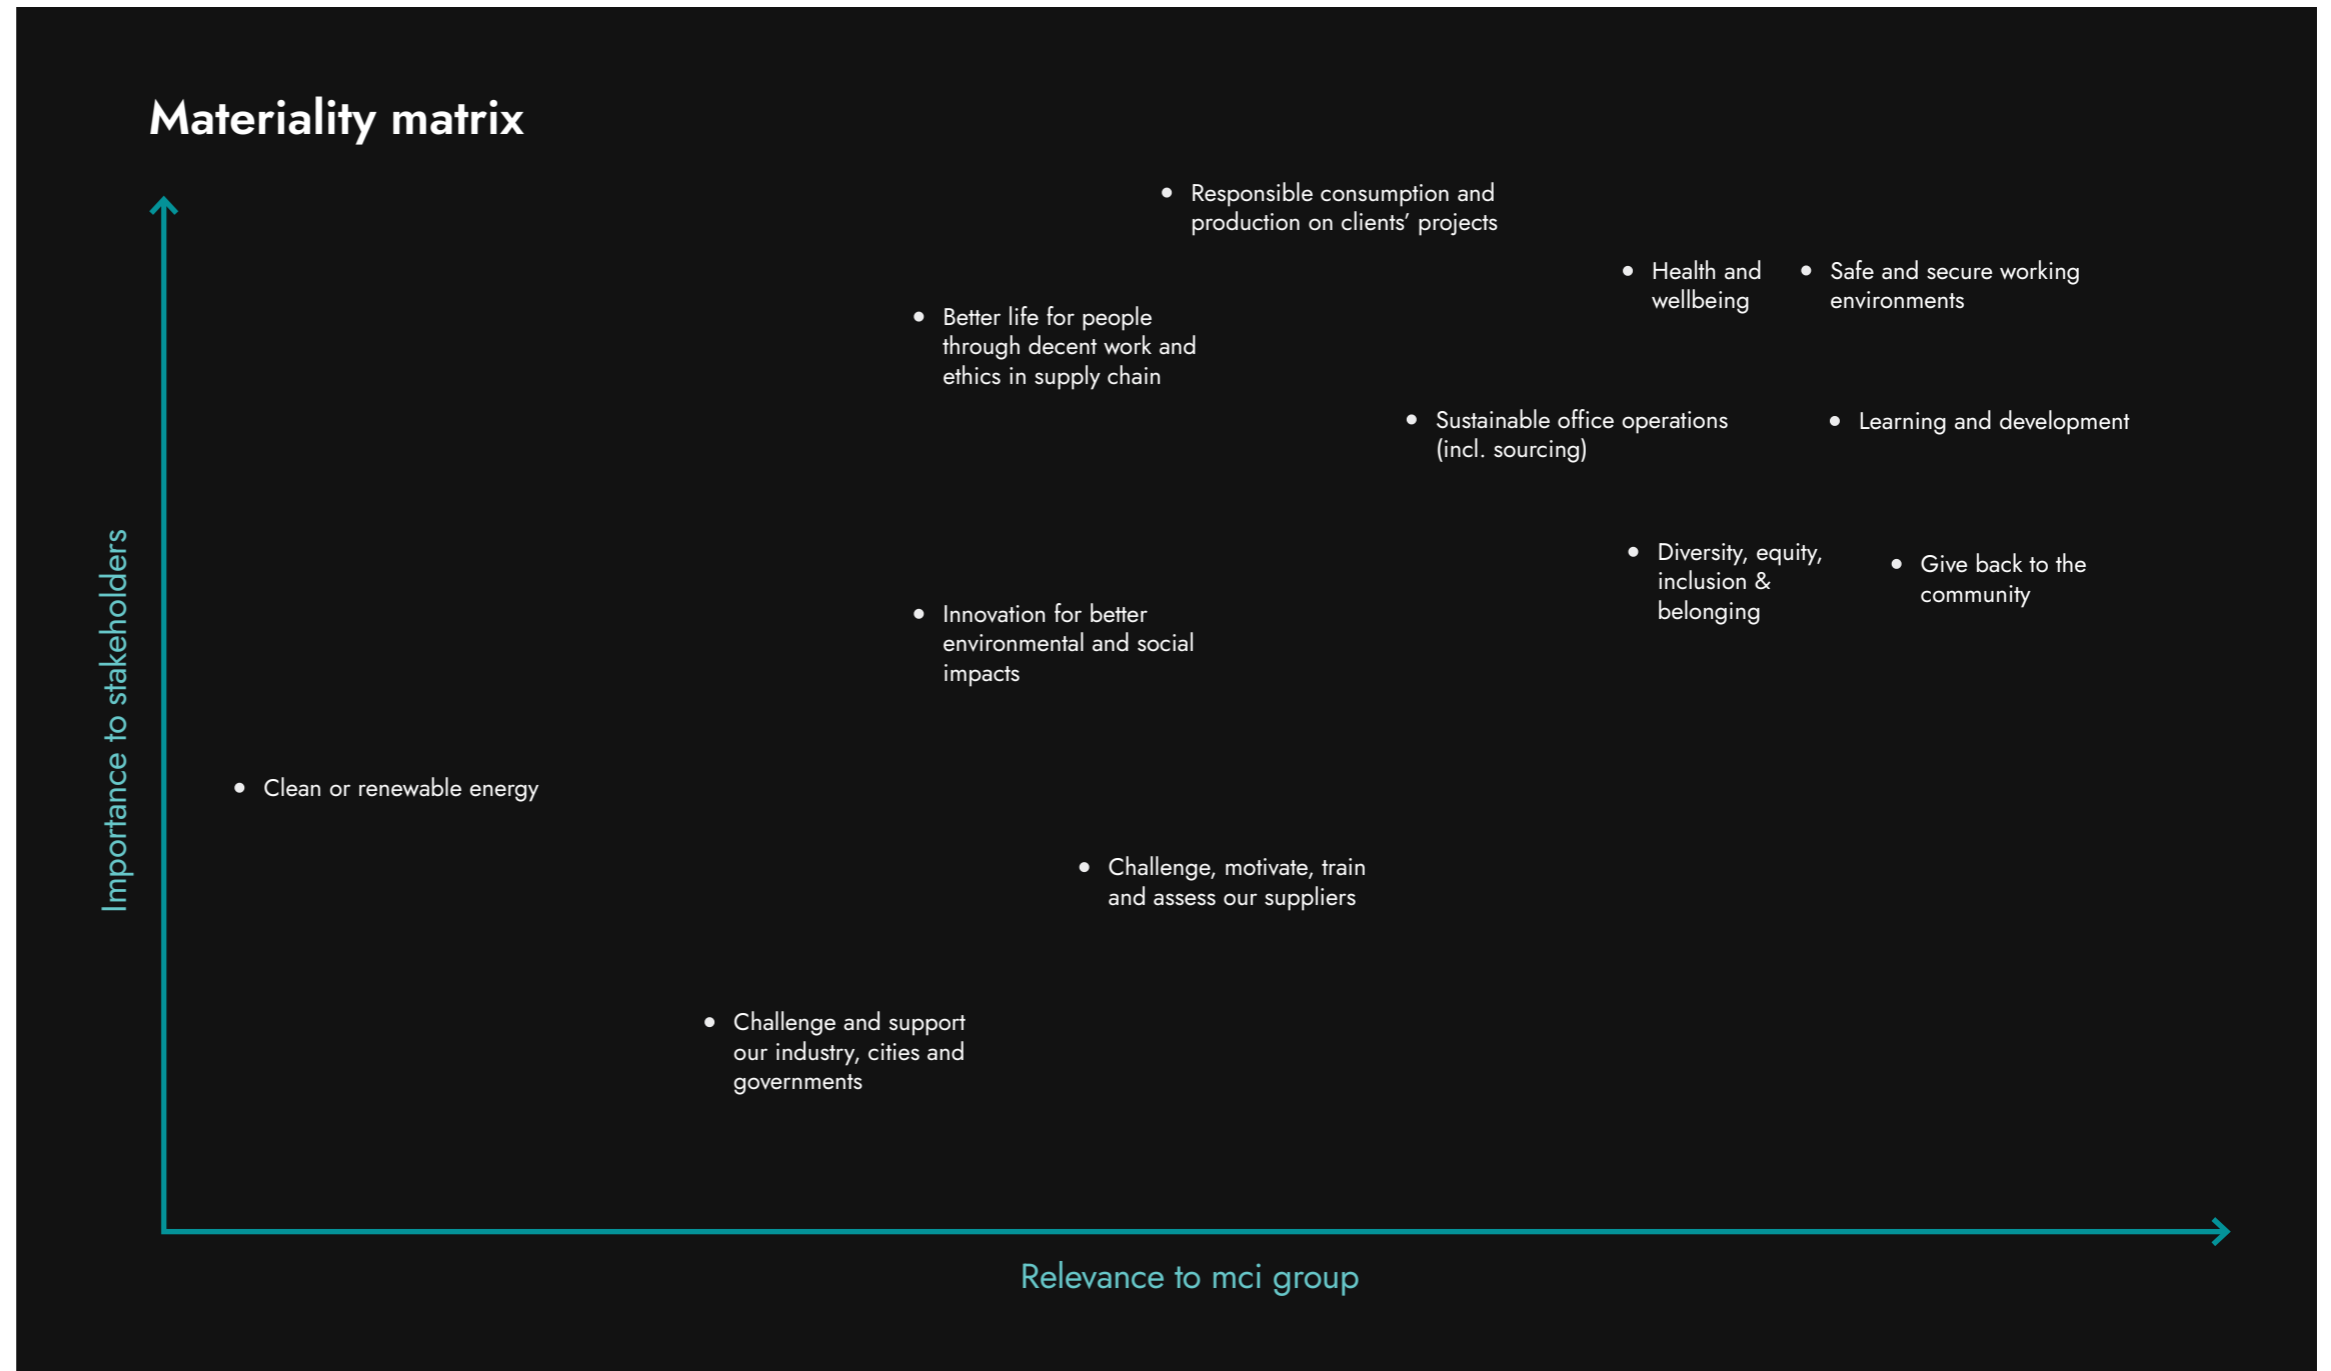 Materiality matrix
Responsible consumption and
production on clients’ projects
Health and
wellbeing
Safe and secure working
environments
Better life for people
through decent work and
ethics in supply chain
Sustainable office operations
(incl. sourcing)
Learning and development
Diversity, equity,
inclusion &
belonging
Give back to the
community
Innovation for better
environmental and social
impacts
Importance to stakeholders
Clean or renewable energy
Challenge, motivate, train
and assess our suppliers
Challenge and support
our industry, cities and
governments
Relevance to mci group